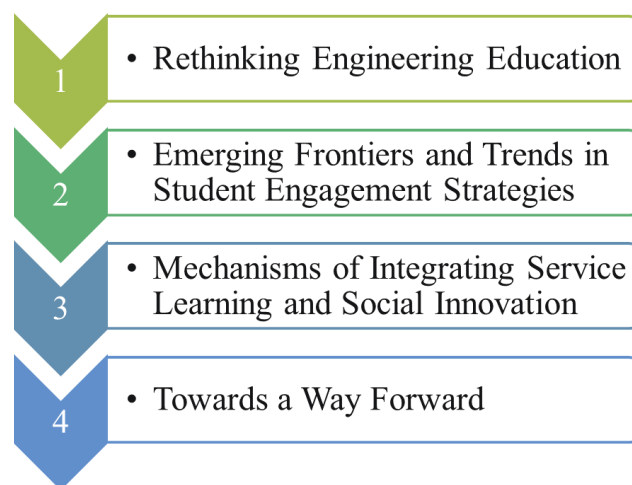 1
• Rethinking Engineering Education
2
• Emerging Frontiers and Trends in
Student Engagement Strategies
3
• Mechanisms of Integrating Service
Learning and Social Innovation
4
• Towards a Way Forward